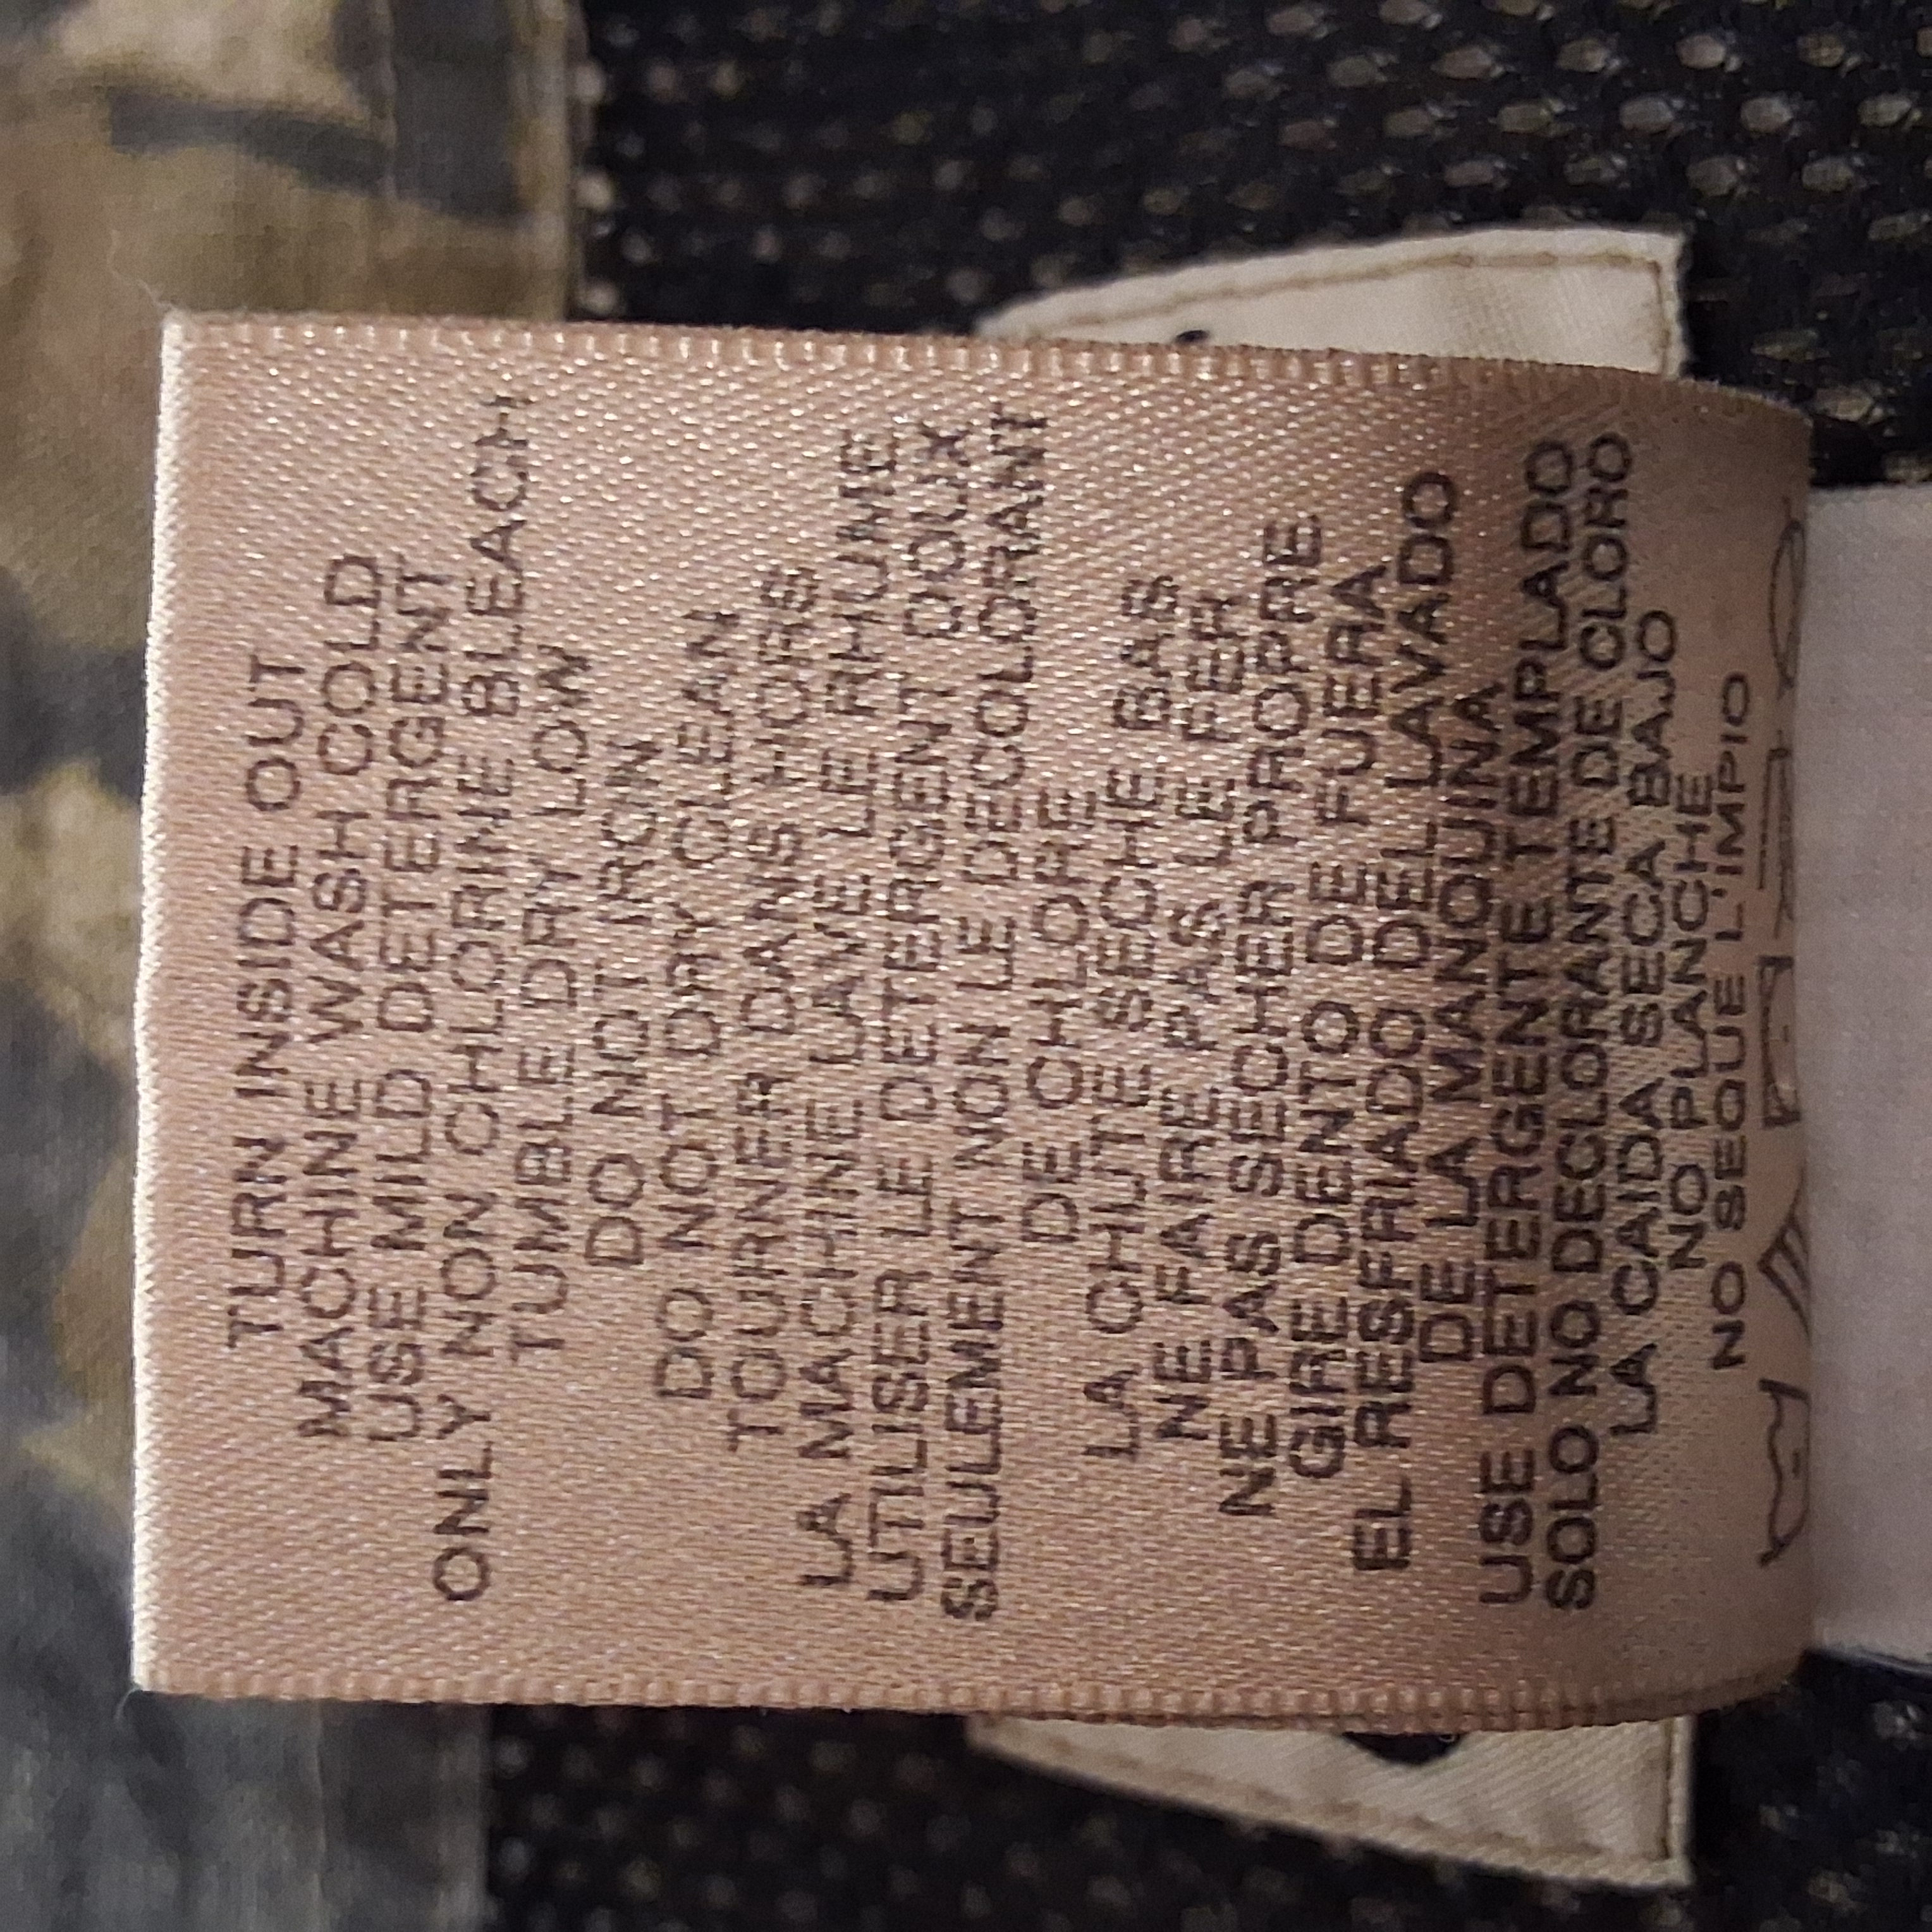 TURN INSIDE OUT
MACHINE WASH COLD
USE MILD DETERGENT
ONLY NON CHLORINE BLEACH
TUMBLE DRY LOW
DO NOT IRON
DO NOT DRY CLEAN
TOURNER DANS HORS
LA MACHINE LAVE LE RHUME
UTILISER LE DETERGENT DOUX
SEULEMENT NON LE DECOLORANT
DE CHLORE
LA CHUTE SECHE BAS
NE FAIRE PAS LE FER
NE PAS SECHER PROPRE
GIRE DENTO DE FUERA
EL RESFRIADO DEL LAVADO
DE LA MANQUINA
USE DETERGENTE TEMPLADO
SOLO NO DECLORANTE DE CLORO
LA CAIDA SECA BAJO
NO PLANCHE
NO SEQUE L'IMPIO